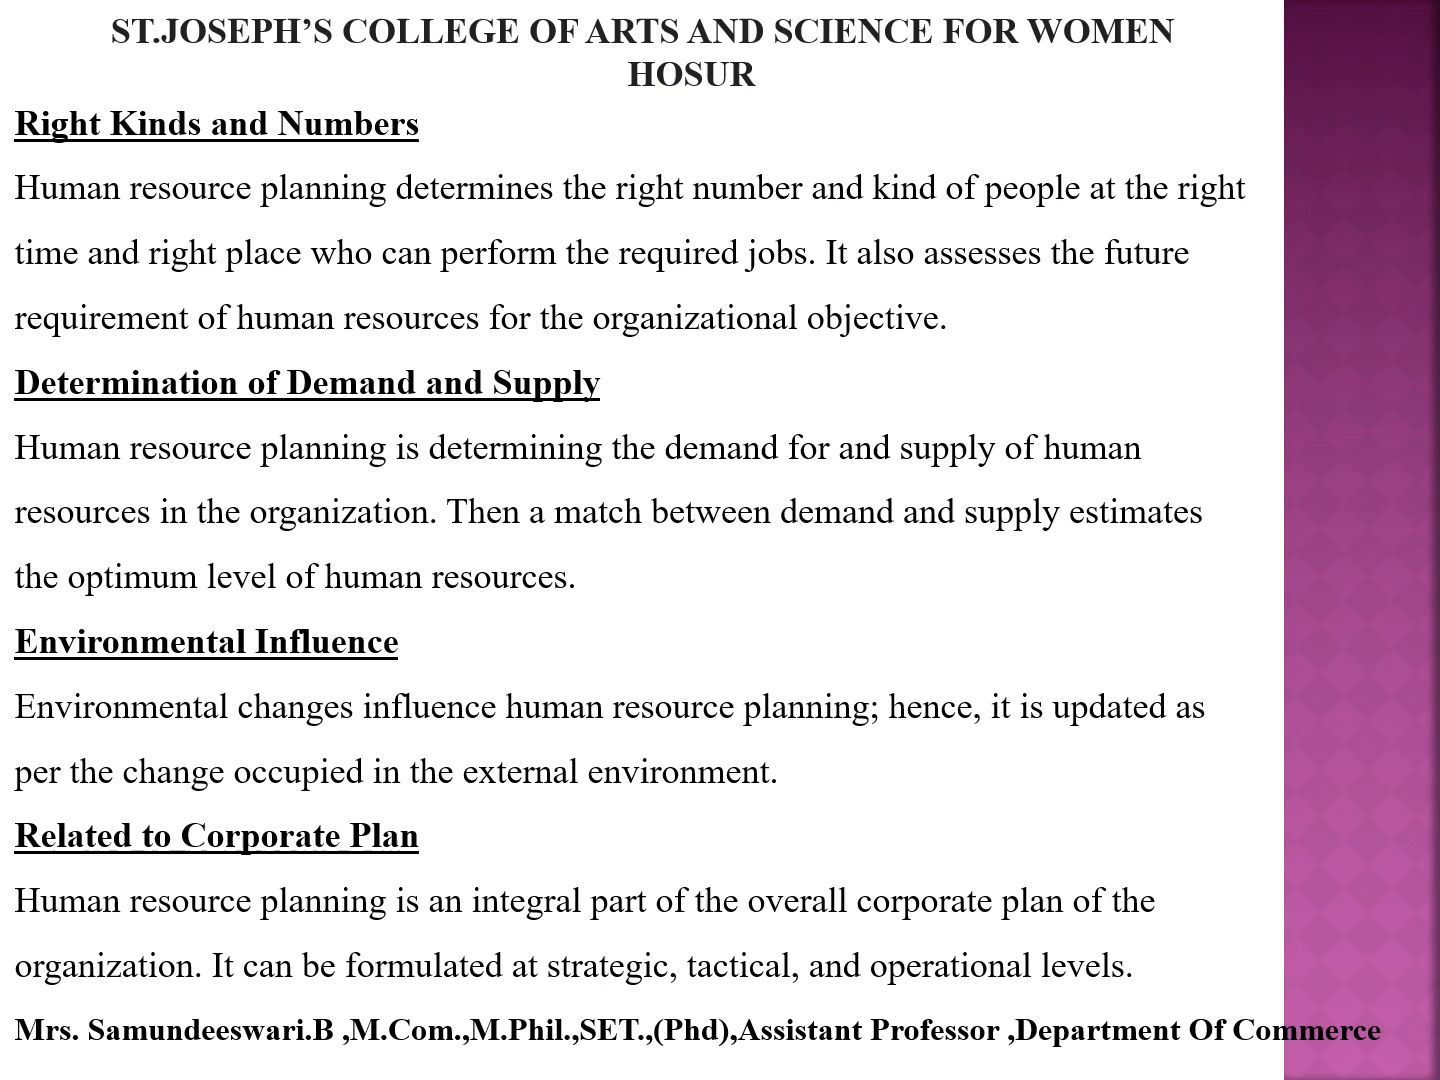 ST.JOSEPH’S COLLEGE OF ARTS AND SCIENCE FOR WOMEN
HOSUR
Right Kinds and Numbers
Human resource planning determines the right number and kind of people at the right
time and right place who can perform the required jobs. It also assesses the future
requirement of human resources for the organizational objective.
Determination of Demand and Supply
Human resource planning is determining the demand for and supply of human
resources in the organization. Then a match between demand and supply estimates
the optimum level of human resources.
Environmental Influence
Environmental changes influence human resource planning; hence, it is updated as
per the change occupied in the external environment.
Related to Corporate Plan
Human resource planning is an integral part of the overall corporate plan of the
organization. It can be formulated at strategic, tactical, and operational levels.
Mrs. Samundeeswari.B ,M.Com.,M.Phil.,SET.,(Phd),Assistant Professor ,Department Of Commerce